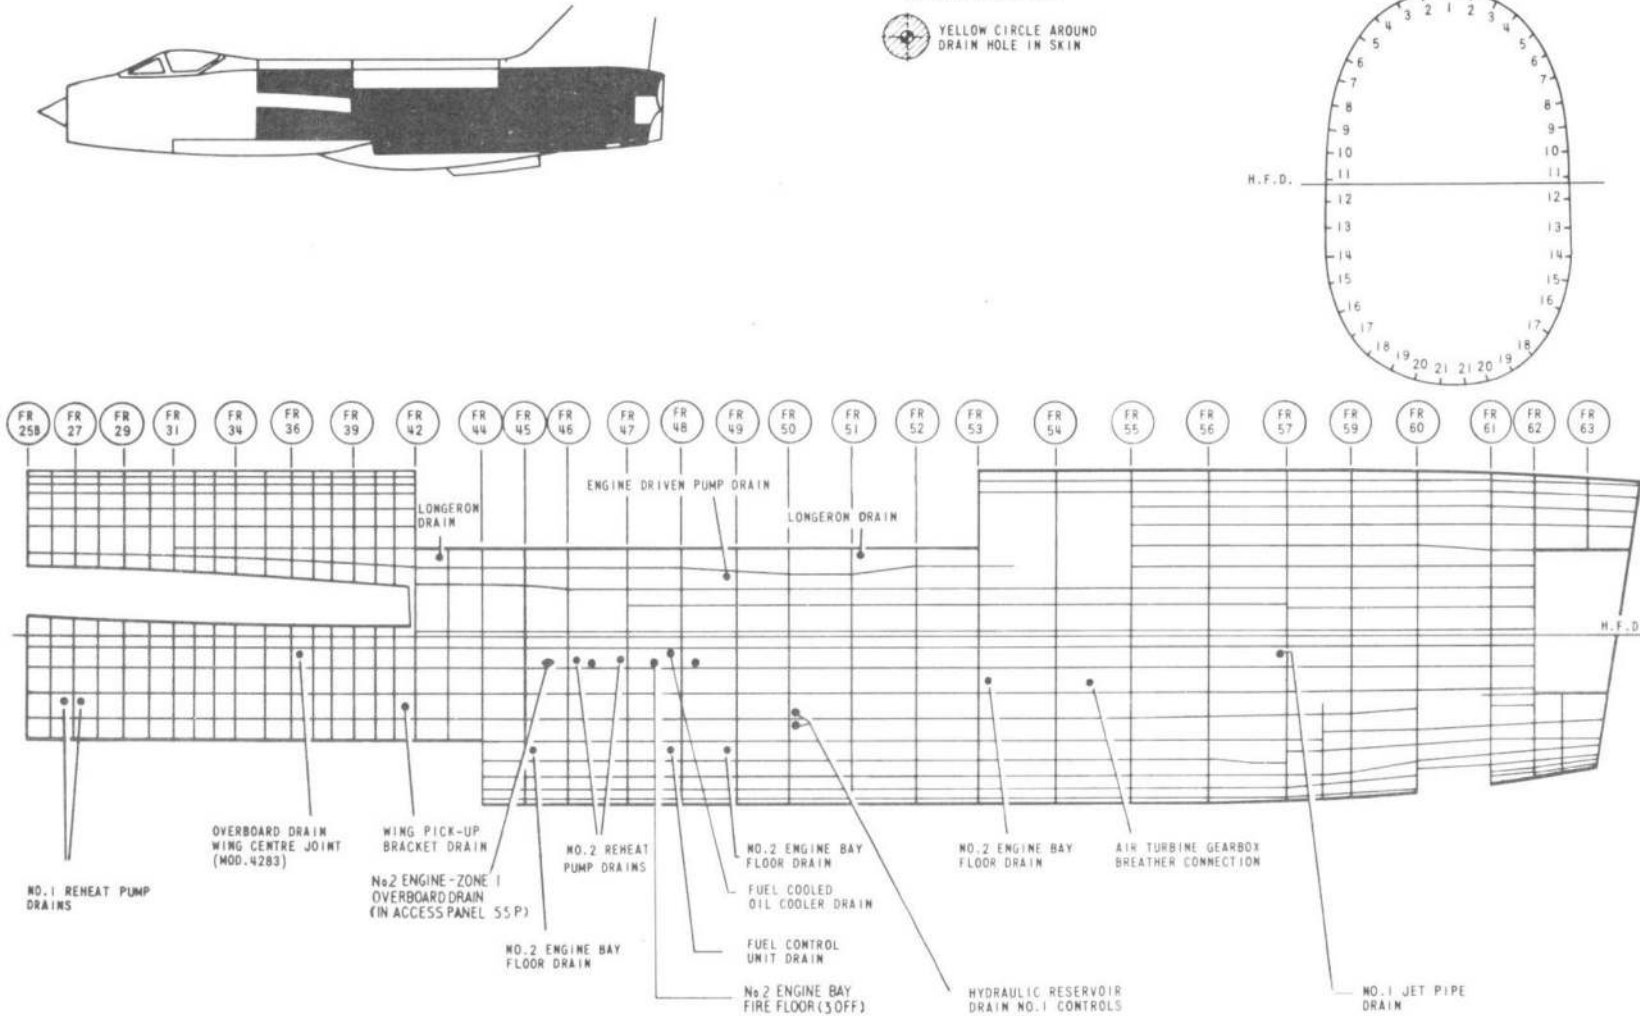 YELLOW CIRCLE AROUND
DRAIN HOLE IN SKIN
4 3 2 1 2 3 4
5 5
6 6
7 7
8 8
9 9
10 10
H.F.D. 11 11
12 12
13 13
14 14
15 15
16 16
17 17
18 18
19 20 21 21 20 19
FR 25B
FR 27
FR 29
FR 31
FR 34
FR 36
FR 39
FR 42
FR 44
FR 45
FR 46
FR 47
FR 48
FR 49
FR 50
FR 51
FR 52
FR 53
FR 54
FR 55
FR 56
FR 57
FR 59
FR 60
FR 61
FR 62
FR 63
LONGERON
DRAIN
ENGINE DRIVEN PUMP DRAIN
LONGERON DRAIN
H.F.D.
NO.1 REHEAT PUMP
DRAINS
OVERBOARD DRAIN
WING CENTRE JOINT
(MOD.4283)
WING PICK-UP
BRACKET DRAIN
No2 ENGINE-ZONE 1
OVERBOARD DRAIN
(IN ACCESS PANEL 55P)
NO.2 ENGINE BAY
FLOOR DRAIN
NO.2 REHEAT
PUMP DRAINS
NO.2 ENGINE BAY
FLOOR DRAIN
FUEL COOLED
OIL COOLER DRAIN
FUEL CONTROL
UNIT DRAIN
No2 ENGINE BAY
FIRE FLOOR (3 OFF)
NO.2 ENGINE BAY
FLOOR DRAIN
AIR TURBINE GEARBOX
BREATHER CONNECTION
HYDRAULIC RESERVOIR
DRAIN NO.1 CONTROLS
NO.1 JET PIPE
DRAIN